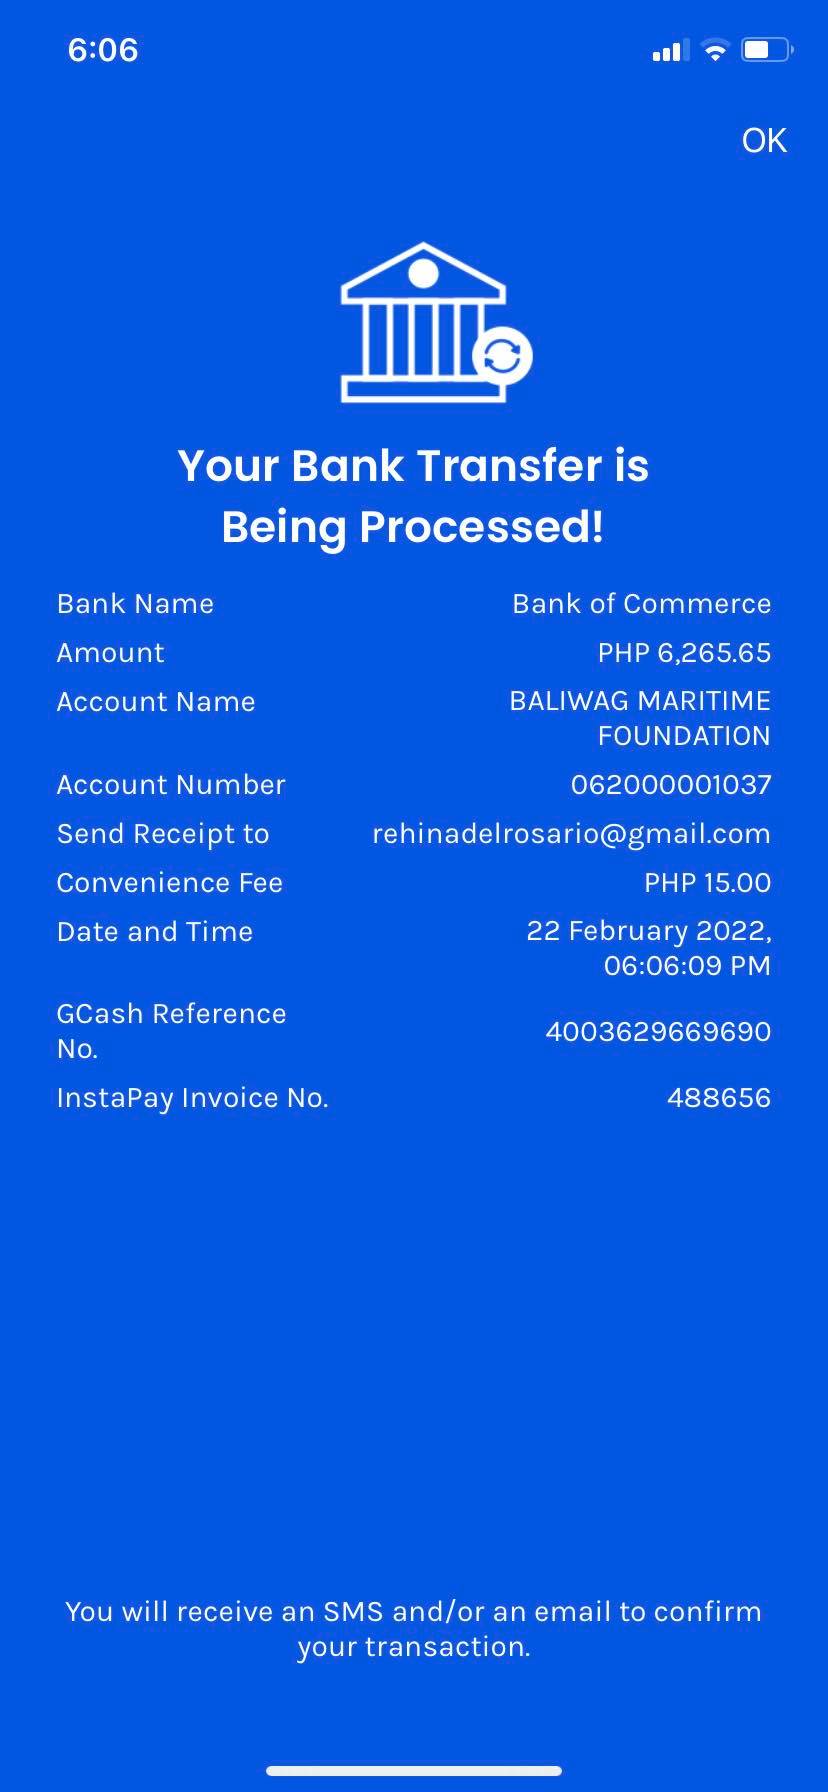 6:06
OK
Your Bank Transfer is
Being Processed!
Bank Name Bank of Commerce
Amount PHP 6,265.65
Account Name BALIWAG MARITIME
FOUNDATION
Account Number 062000001037
Send Receipt to rehinadelrosario@gmail.com
Convenience Fee PHP 15.00
Date and Time 22 February 2022,
06:06:09 PM
GCash Reference
No. 4003629669690
InstaPay Invoice No. 488656
You will receive an SMS and/or an email to confirm
your transaction.